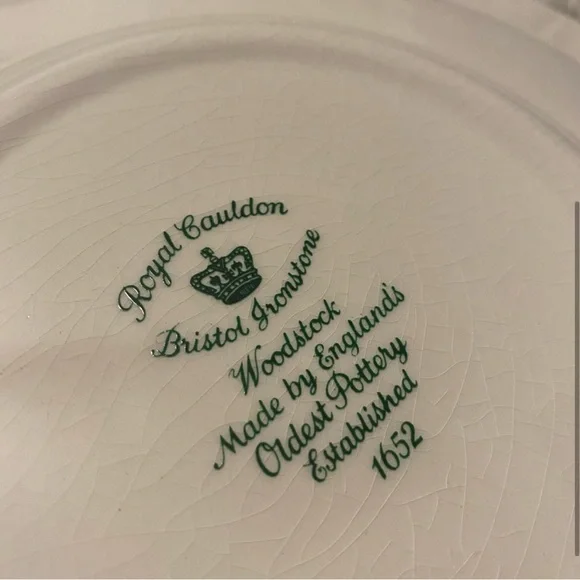 Royal Cauldon
Bristol Ironstone
Woodstock
Made by England's
Oldest Pottery
Established
1652